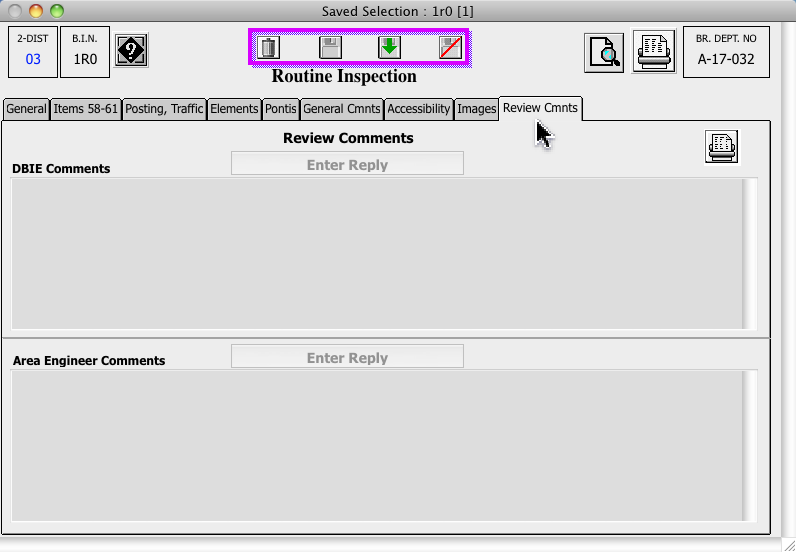 Saved Selection : 1r0 [1]
2-DIST
03
B.I.N.
1R0
?
Routine Inspection
BR. DEPT. NO
A-17-032
General
Items 58-61
Posting, Traffic
Elements
Pontis
General Cmnts
Accessibility
Images
Review Cmnts
Review Comments
DBIE Comments
Enter Reply
Area Engineer Comments
Enter Reply